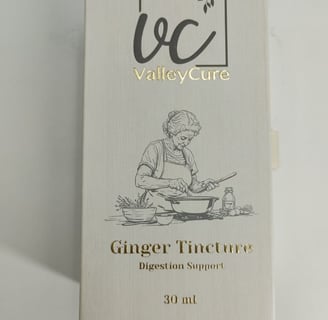 VC
ValleyCure
Ginger Tincture
Digestion Support
30 ml